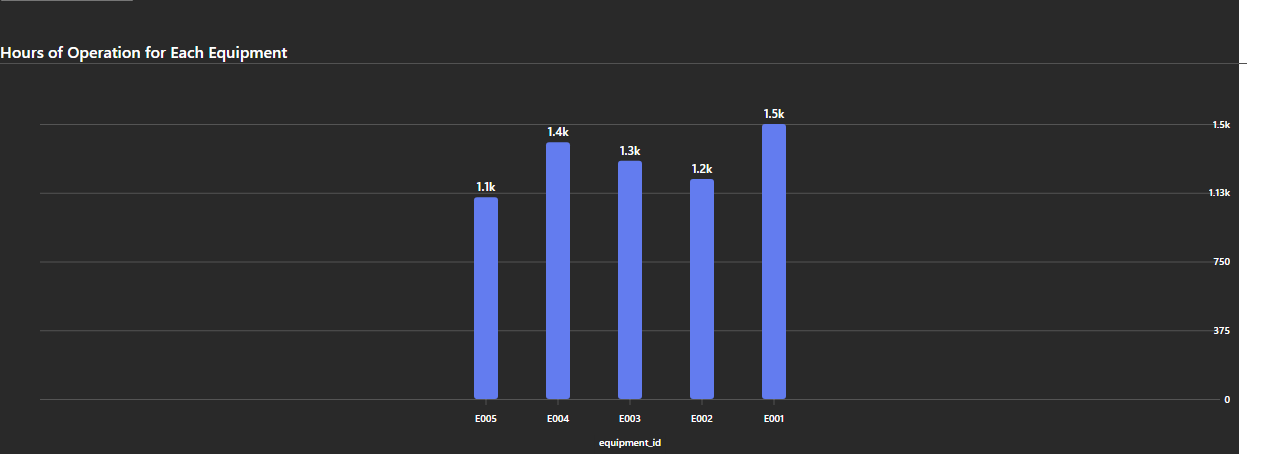 Hours of Operation for Each Equipment
1.5k
1.4k
1.3k
1.2k
1.1k
1.5k
1.13k
750
375
0
E005 E004 E003 E002 E001
equipment_id